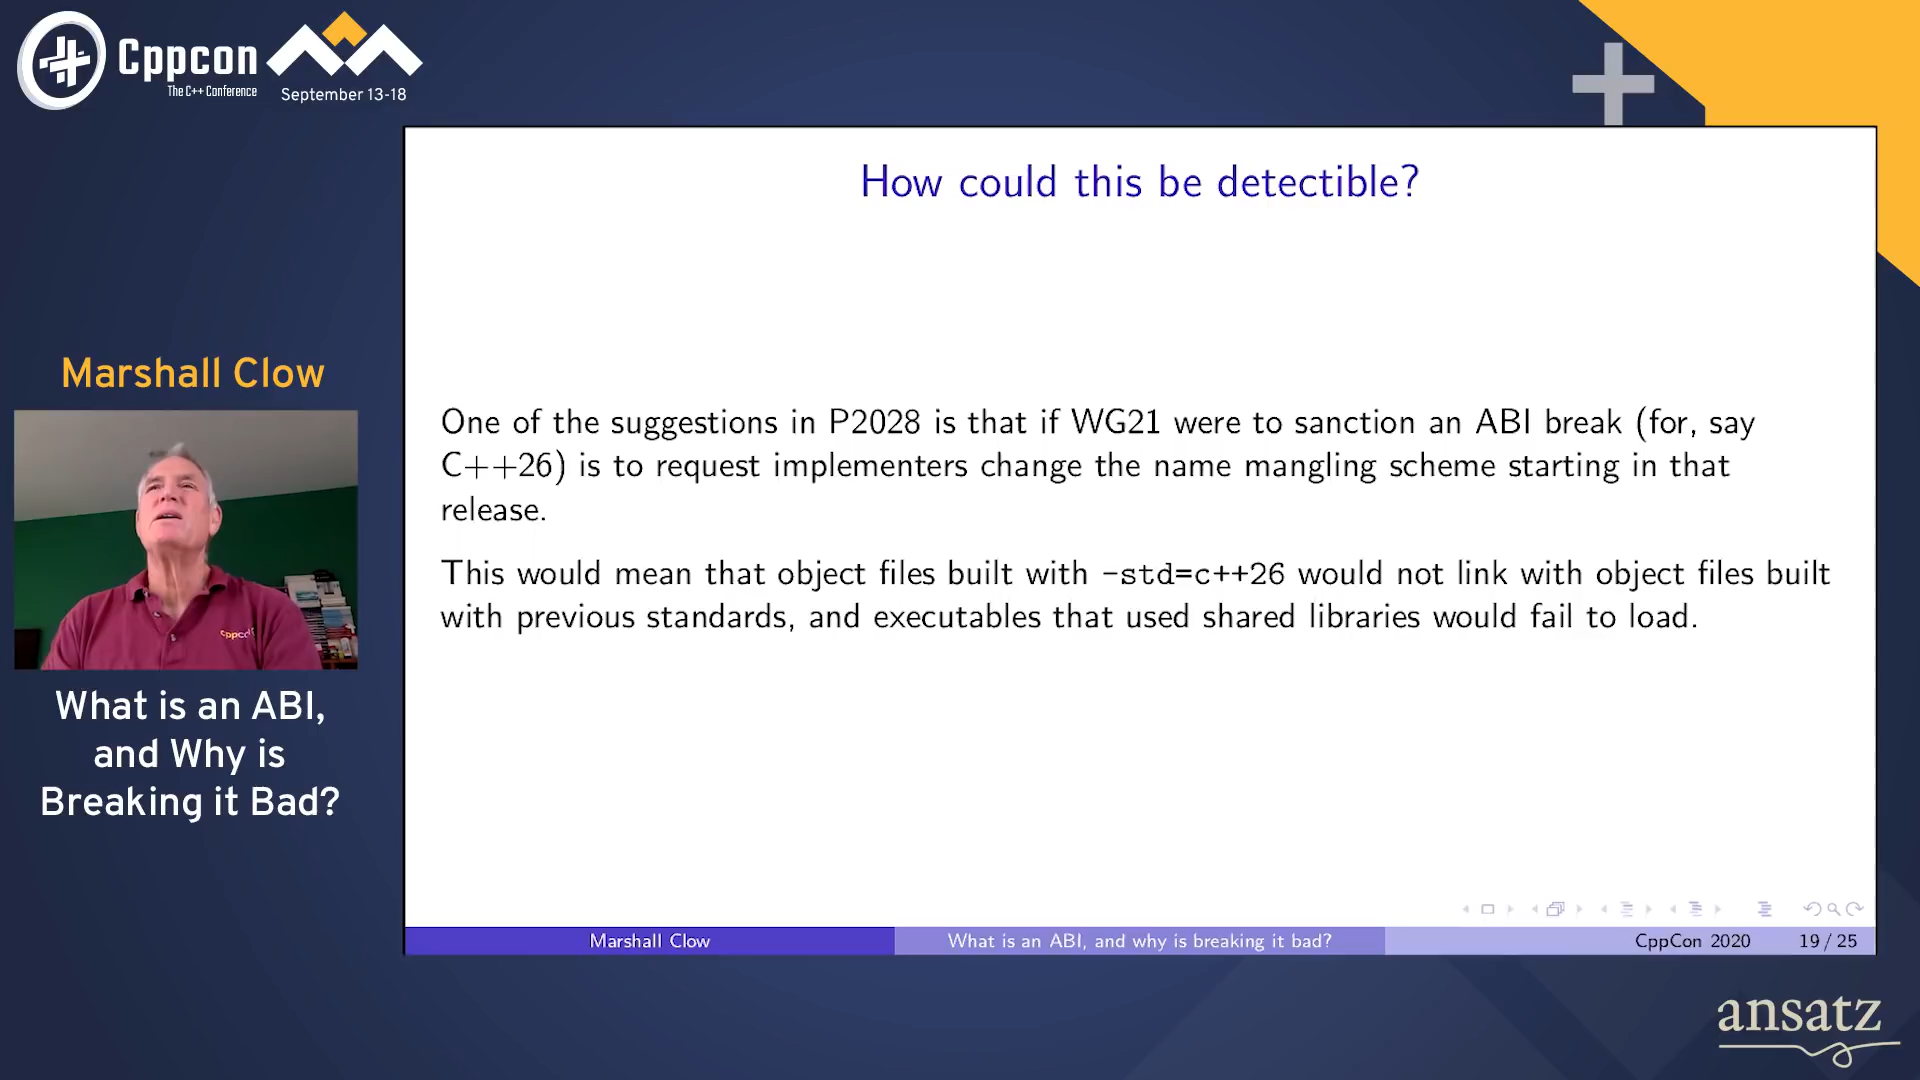 Cppcon
The C++ Conference
September 13-18
Marshall Clow
What is an ABI,
and Why is
Breaking it Bad?
How could this be detectible?
One of the suggestions in P2028 is that if WG21 were to sanction an ABI break (for, say
C++26) is to request implementers change the name mangling scheme starting in that
release.
This would mean that object files built with -std=c++26 would not link with object files built
with previous standards, and executables that used shared libraries would fail to load.
Marshall Clow
What is an ABI, and why is breaking it bad?
CppCon 2020
19 / 25
ansatz